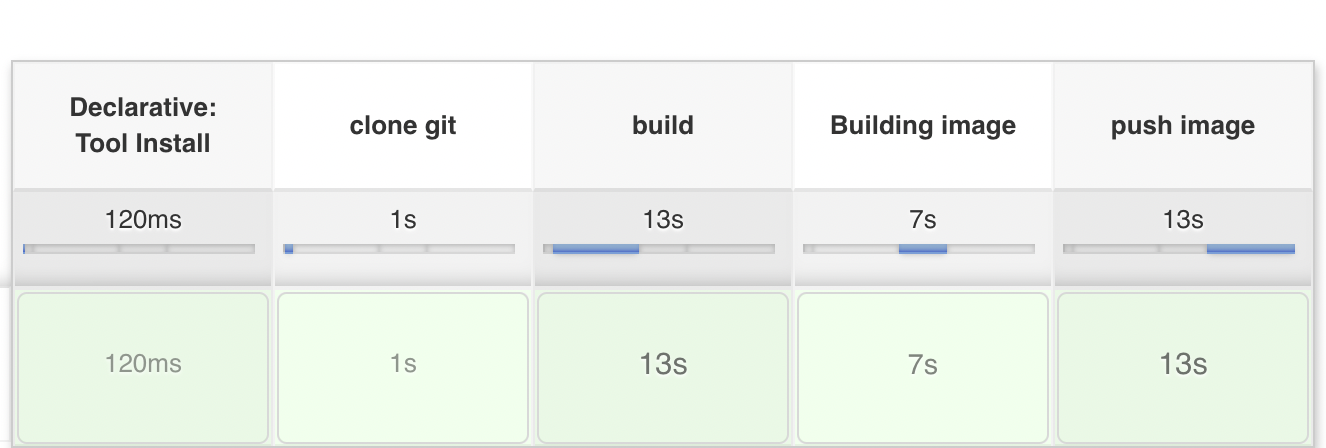 Declarative:
Tool Install
clone git
build
Building image
push image
120ms
1s
13s
7s
13s
120ms
1s
13s
7s
13s